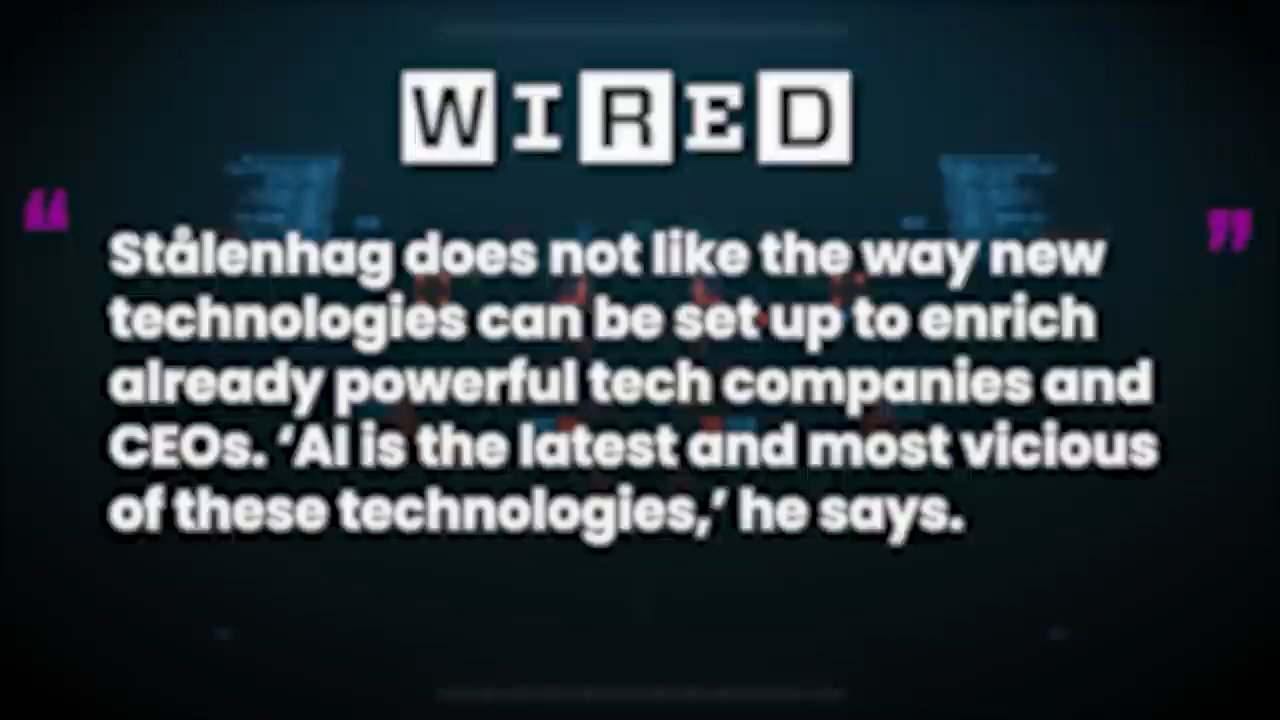 WIRED
“
Stålenhag does not like the way new ”
technologies can be set up to enrich
already powerful tech companies and
CEOs. ‘AI is the latest and most vicious
of these technologies,’ he says.